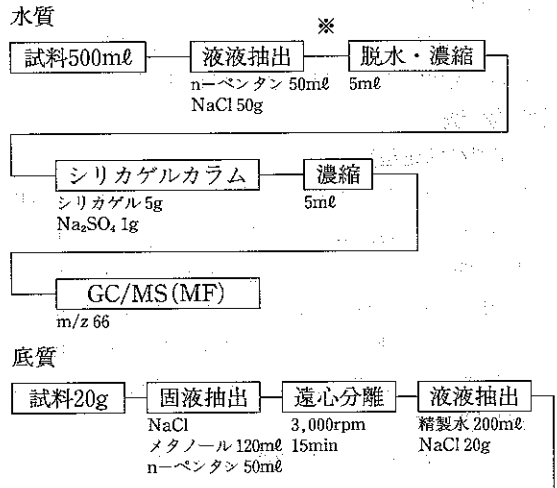 水質
※
試料500mℓ 液液抽出 脱水・濃縮
n-ペンタン 50mℓ 5mℓ
NaCl 50g
シリカゲルカラム 濃縮
シリカゲル 5g 5mℓ
Na₂SO₄ 1g
GC/MS(MF)
m/z 66
底質
試料20g 固液抽出 遠心分離 液液抽出
NaCl 3,000rpm 精製水 200mℓ
メタノール 120mℓ 15min NaCl 20g
n-ペンタン 50mℓ